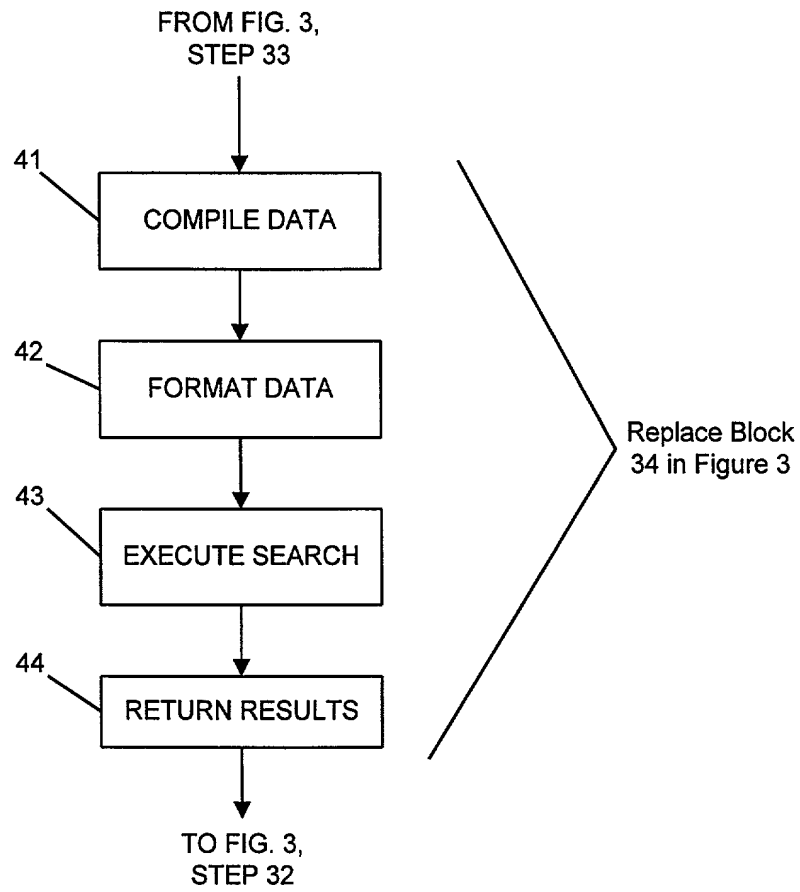 FROM FIG. 3,
STEP 33
41
COMPILE DATA
42
FORMAT DATA
Replace Block
34 in Figure 3
43
EXECUTE SEARCH
44
RETURN RESULTS
TO FIG. 3,
STEP 32